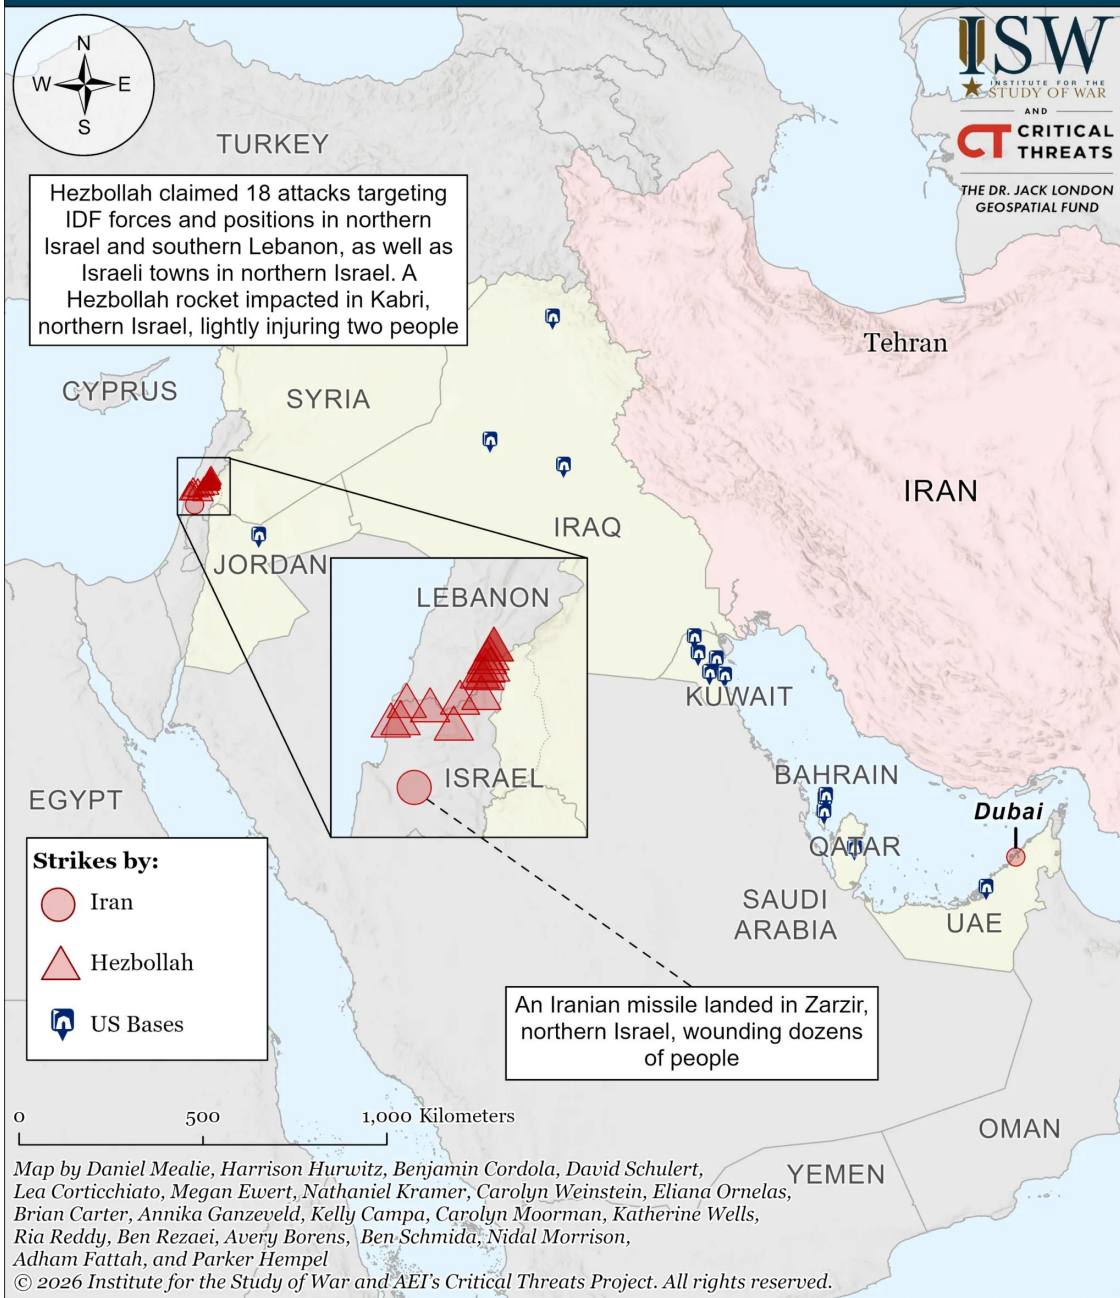 N
W
E
S
ISW
INSTITUTE FOR THE
STUDY OF WAR
AND
CT CRITICAL
THREATS
THE DR. JACK LONDON
GEOSPATIAL FUND
TURKEY
Hezbollah claimed 18 attacks targeting
IDF forces and positions in northern
Israel and southern Lebanon, as well as
Israeli towns in northern Israel. A
Hezbollah rocket impacted in Kabri,
northern Israel, lightly injuring two people
Tehran
CYPRUS
SYRIA
IRAN
IRAQ
JORDAN
LEBANON
KUWAIT
ISRAEL
BAHRAIN
EGYPT
Dubai
QATAR
SAUDI
ARABIA
UAE
Strikes by:
Iran
Hezbollah
US Bases
An Iranian missile landed in Zarzir,
northern Israel, wounding dozens
of people
0 500 1,000 Kilometers
OMAN
YEMEN
Map by Daniel Mealie, Harrison Hurwitz, Benjamin Cordola, David Schulert,
Lea Corticchiato, Megan Ewert, Nathaniel Kramer, Carolyn Weinstein, Eliana Ornelas,
Brian Carter, Annika Ganzeveld, Kelly Campa, Carolyn Moorman, Katherine Wells,
Ria Reddy, Ben Rezaei, Avery Borens, Ben Schmida, Nidal Morrison,
Adham Fattah, and Parker Hempel
© 2026 Institute for the Study of War and AEI's Critical Threats Project. All rights reserved.